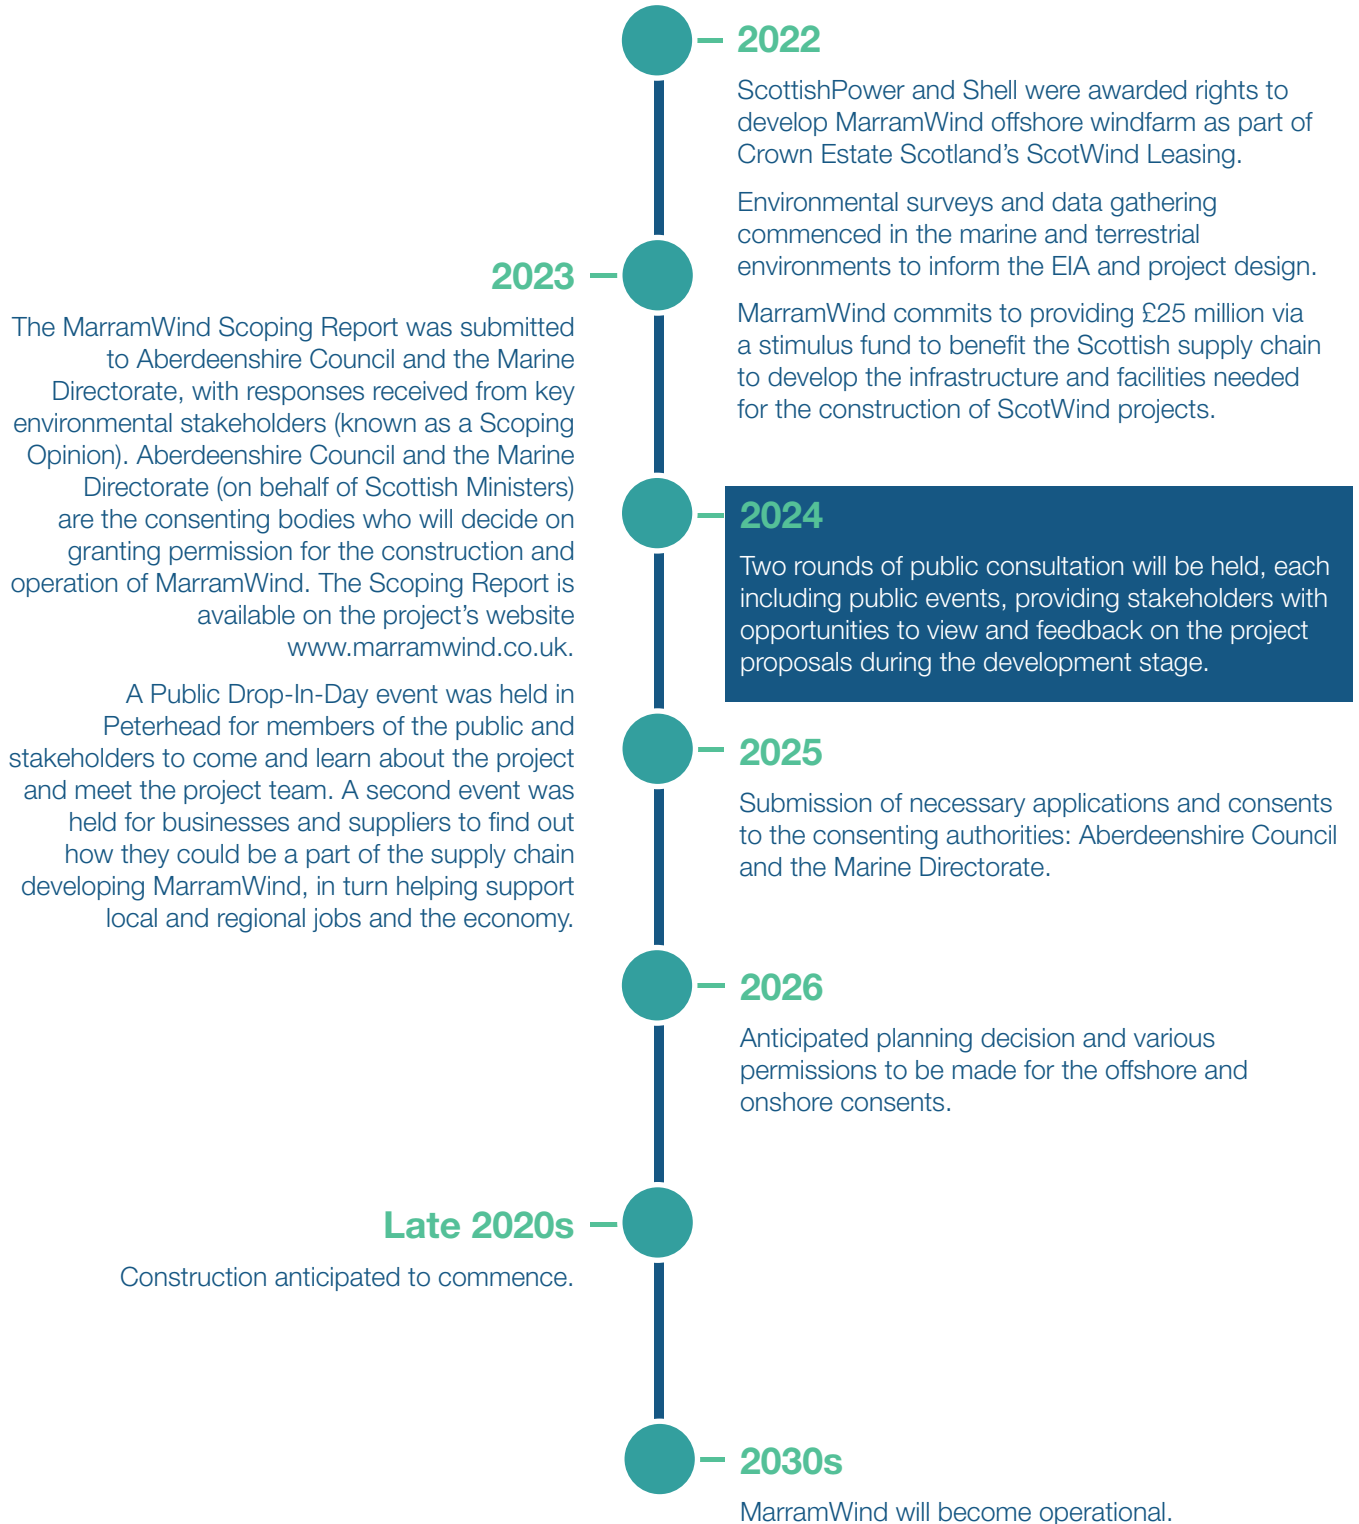 2022
ScottishPower and Shell were awarded rights to
develop MarramWind offshore windfarm as part of
Crown Estate Scotland’s ScotWind Leasing.
Environmental surveys and data gathering
commenced in the marine and terrestrial
environments to inform the EIA and project design.
MarramWind commits to providing £25 million via
a stimulus fund to benefit the Scottish supply chain
to develop the infrastructure and facilities needed
for the construction of ScotWind projects.
2023
The MarramWind Scoping Report was submitted
to Aberdeenshire Council and the Marine
Directorate, with responses received from key
environmental stakeholders (known as a Scoping
Opinion). Aberdeenshire Council and the Marine
Directorate (on behalf of Scottish Ministers)
are the consenting bodies who will decide on
granting permission for the construction and
operation of MarramWind. The Scoping Report is
available on the project’s website
www.marramwind.co.uk.
A Public Drop-In-Day event was held in
Peterhead for members of the public and
stakeholders to come and learn about the project
and meet the project team. A second event was
held for businesses and suppliers to find out
how they could be a part of the supply chain
developing MarramWind, in turn helping support
local and regional jobs and the economy.
2024
Two rounds of public consultation will be held, each
including public events, providing stakeholders with
opportunities to view and feedback on the project
proposals during the development stage.
2025
Submission of necessary applications and consents
to the consenting authorities: Aberdeenshire Council
and the Marine Directorate.
2026
Anticipated planning decision and various
permissions to be made for the offshore and
onshore consents.
Late 2020s
Construction anticipated to commence.
2030s
MarramWind will become operational.